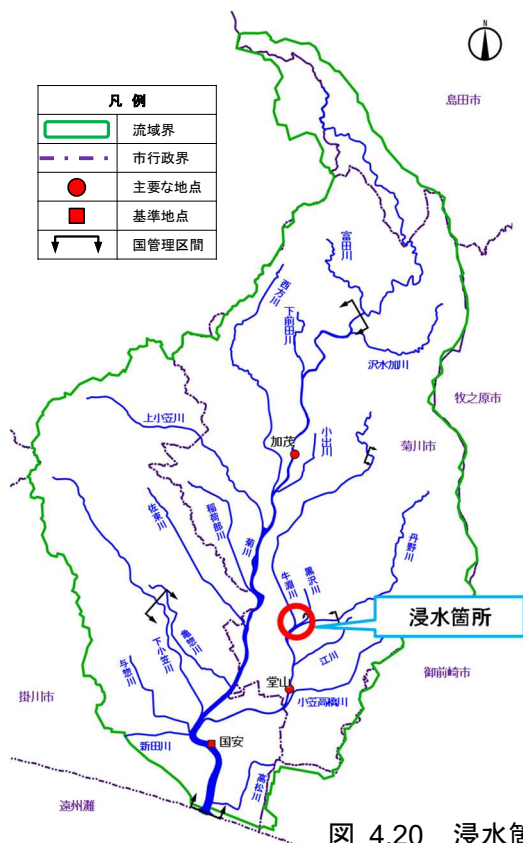 島田市
凡 例
流域界
市行政界
主要な地点
基準地点
国管理区間
富田川
西方川
下前田川
沢水加川
牧之原市
上小笠川
小出川
加茂
菊川市
佐束川
稲荷部川
菊川
丹野川
牛淵川
黒沢川
浸水箇所
亀惣川
下小笠川
与惣川
江川
御前崎市
掛川市
堂山
小笠高橋川
新田川
国安
高松川
遠州灘
図 4.20 浸水箇